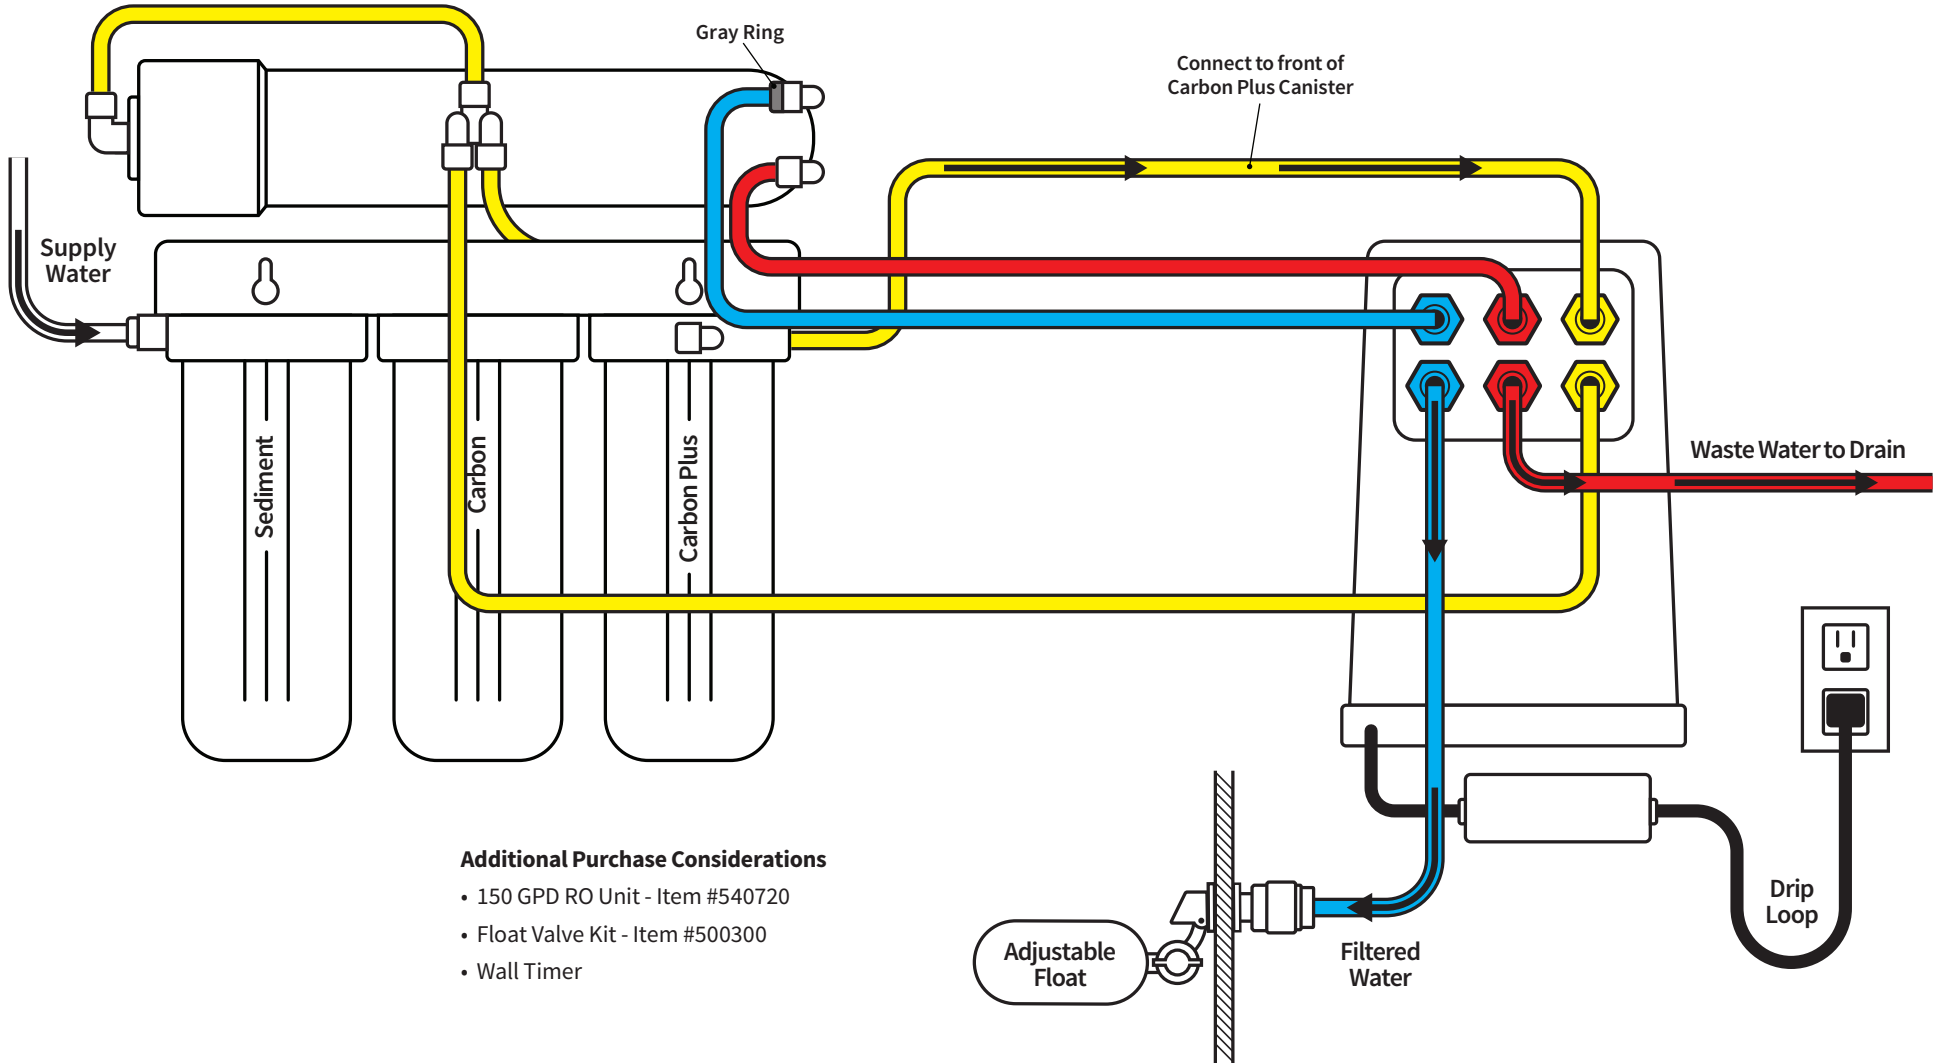 Gray Ring
Connect to front of
Carbon Plus Canister
Supply
Water
Sediment
Carbon
Carbon Plus
Waste Water to Drain
Additional Purchase Considerations
• 150 GPD RO Unit - Item #540720
• Float Valve Kit - Item #500300
• Wall Timer
Adjustable
Float
Filtered
Water
Drip
Loop